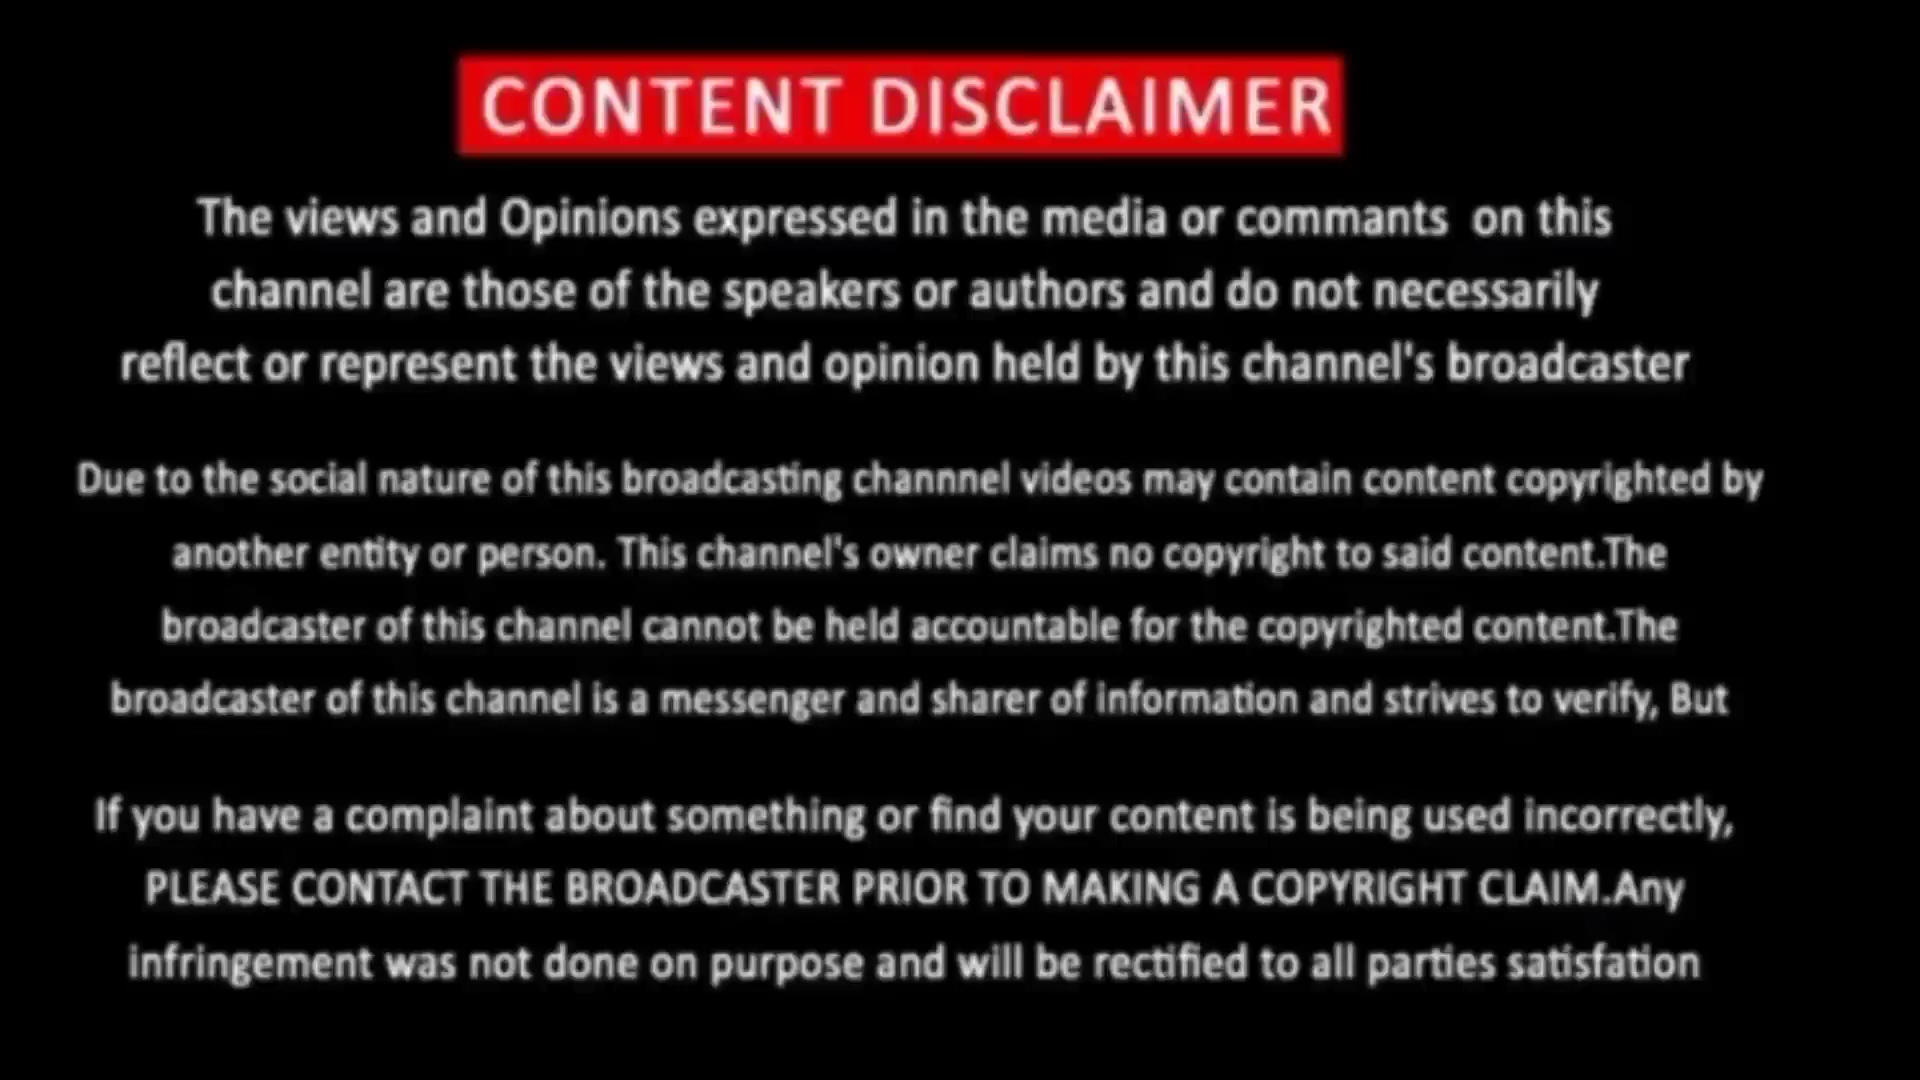 CONTENT DISCLAIMER
The views and Opinions expressed in the media or commants on this
channel are those of the speakers or authors and do not necessarily
reflect or represent the views and opinion held by this channel's broadcaster
Due to the social nature of this broadcasting channnel videos may contain content copyrighted by
another entity or person. This channel's owner claims no copyright to said content.The
broadcaster of this channel cannot be held accountable for the copyrighted content.The
broadcaster of this channel is a messenger and sharer of information and strives to verify, But
If you have a complaint about something or find your content is being used incorrectly,
PLEASE CONTACT THE BROADCASTER PRIOR TO MAKING A COPYRIGHT CLAIM.Any
infringement was not done on purpose and will be rectified to all parties satisfation